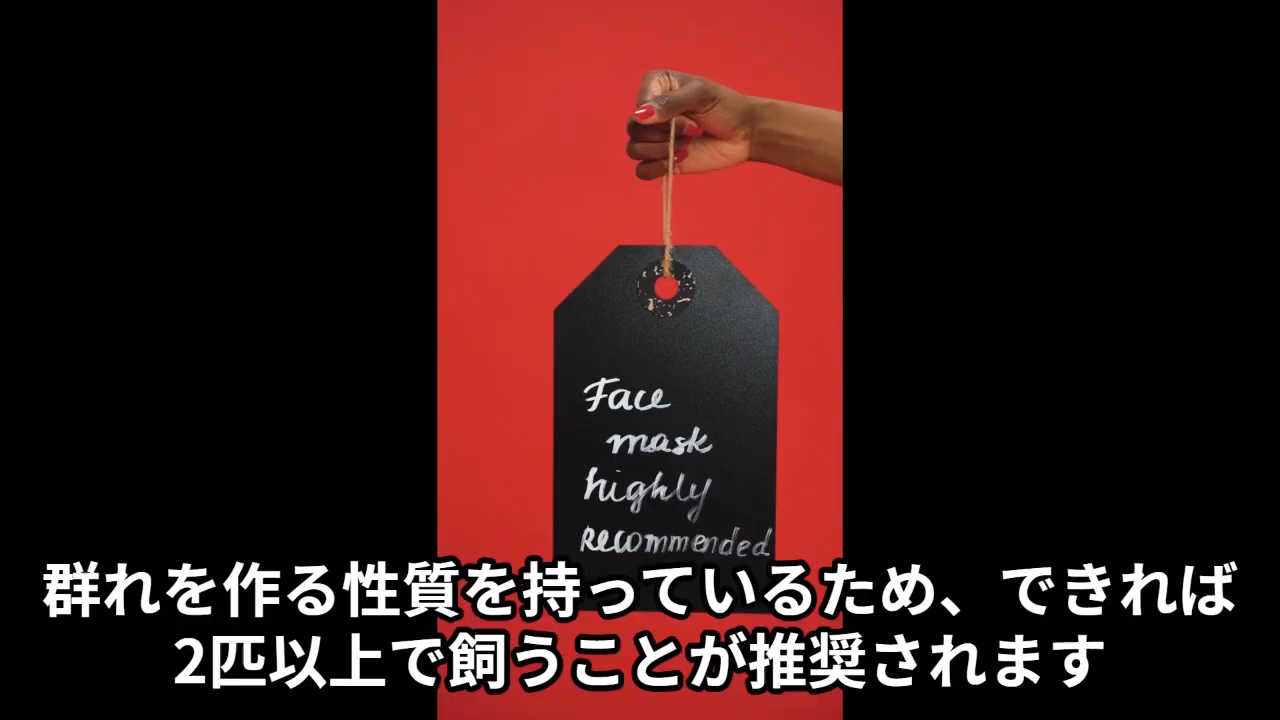 Face
mask
highly
recommended
群れを作る性質を持っているため、できれば
2匹以上で飼うことが推奨されます